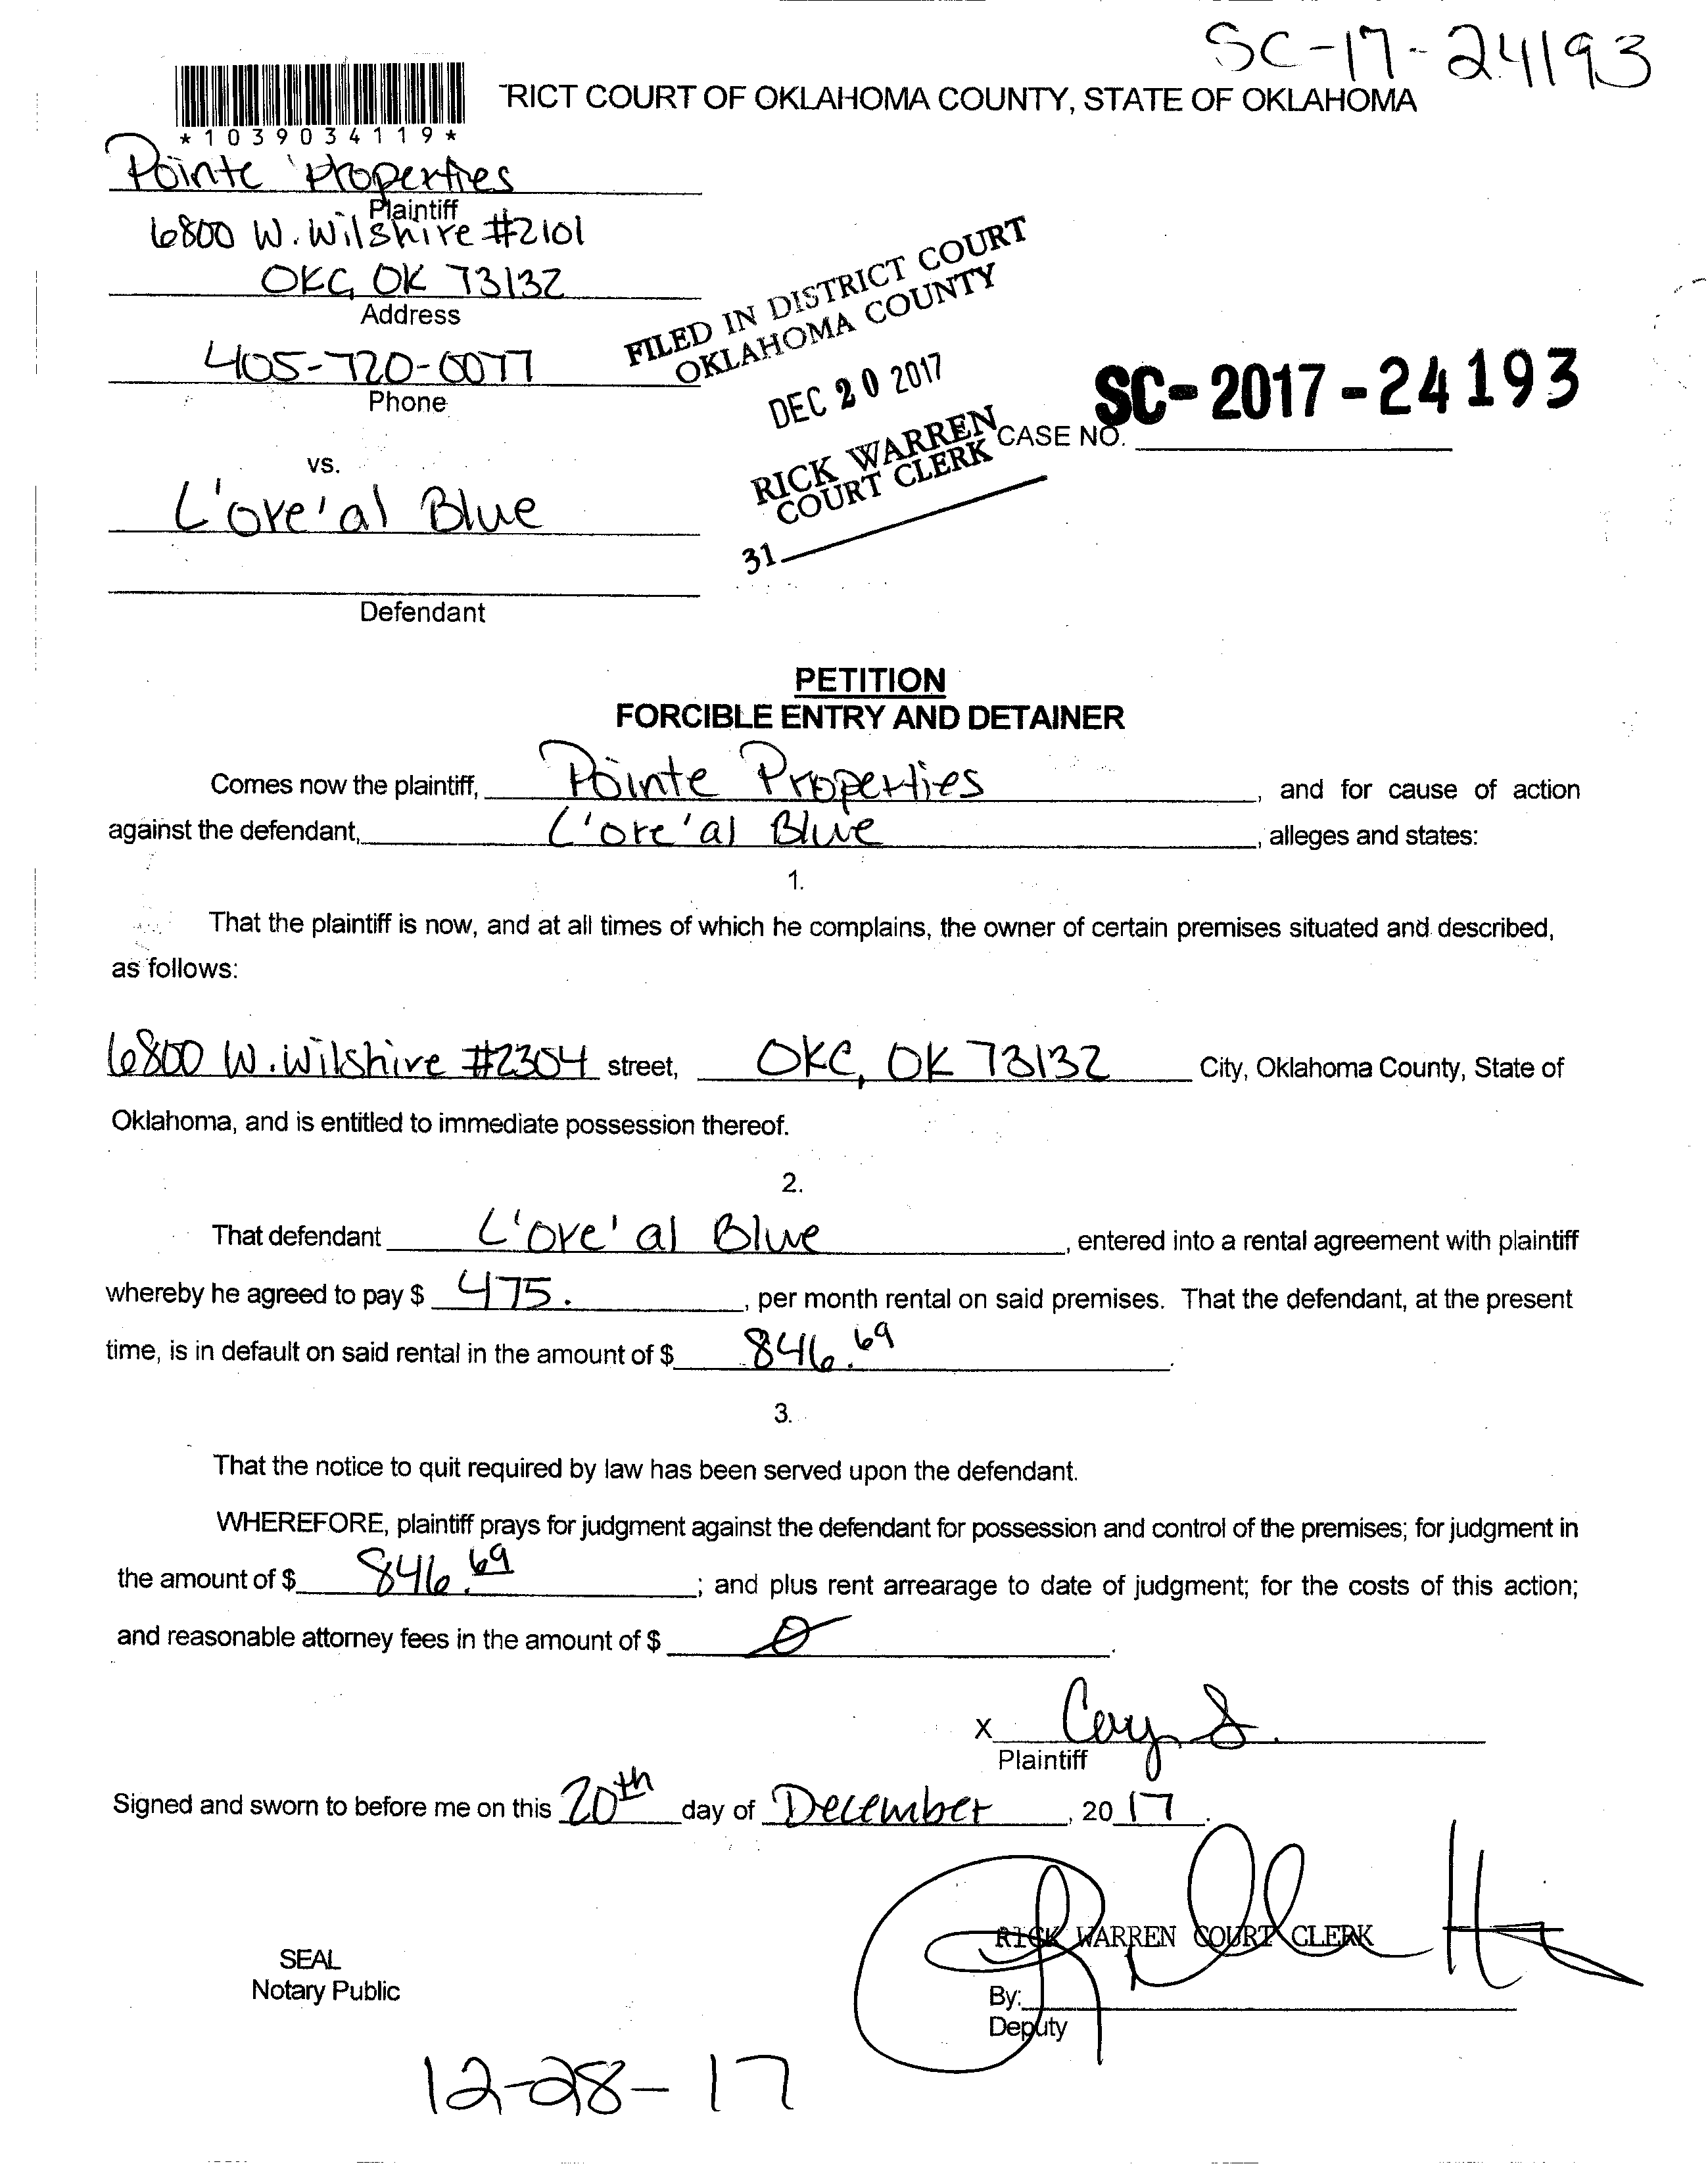 SC-17-24193
*1039034119*
TRICT COURT OF OKLAHOMA COUNTY, STATE OF OKLAHOMA
Pointe Properties
Plaintiff
6800 W. Wilshire #2101
OKC, OK 73132
Address
405-720-0077
Phone
vs.
L'ore'al Blue
Defendant
FILED IN DISTRICT COURT
OKLAHOMA COUNTY
DEC 20 2017
RICK WARREN
COURT CLERK
31
CASE NO. SC-2017-24193
PETITION
FORCIBLE ENTRY AND DETAINER
Comes now the plaintiff, Pointe Properties, and for cause of action
against the defendant, L'ore'al Blue, alleges and states:
1.
That the plaintiff is now, and at all times of which he complains, the owner of certain premises situated and described,
as follows:
6800 W. Wilshire #2304 street, OKC, OK 73132 City, Oklahoma County, State of
Oklahoma, and is entitled to immediate possession thereof.
2.
That defendant L'ore'al Blue, entered into a rental agreement with plaintiff
whereby he agreed to pay $ 475., per month rental on said premises. That the defendant, at the present
time, is in default on said rental in the amount of $ 846.69.
3.
That the notice to quit required by law has been served upon the defendant.
WHEREFORE, plaintiff prays for judgment against the defendant for possession and control of the premises; for judgment in
the amount of $ 846.69; and plus rent arrearage to date of judgment; for the costs of this action;
and reasonable attorney fees in the amount of $ 0.
X Cory S.
Plaintiff
Signed and sworn to before me on this 20th day of December, 2017.
RICK WARREN COURT CLERK
SEAL
Notary Public
By:
Deputy
12-28-17